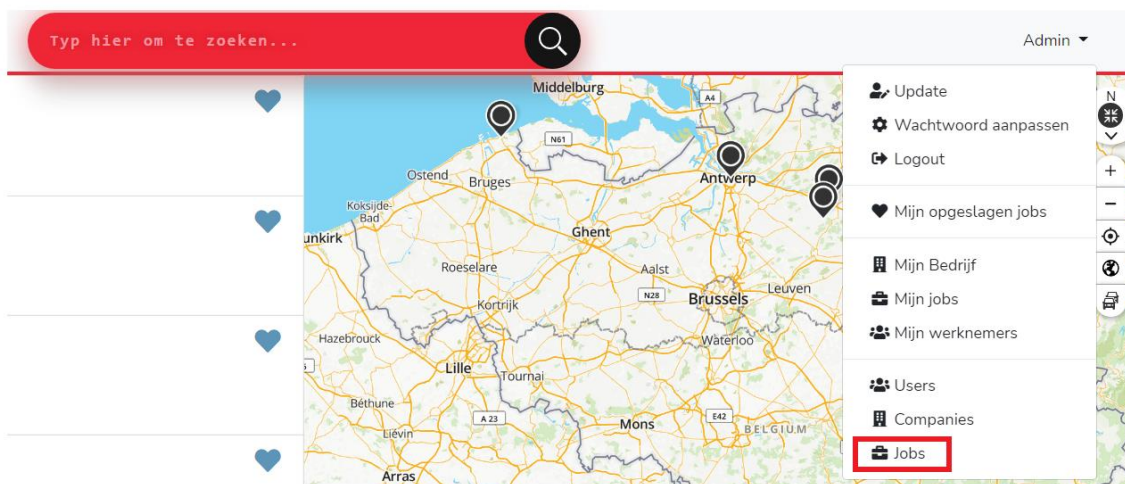 Typ hier om te zoeken...
Admin
Update
Wachtwoord aanpassen
Logout
Mijn opgeslagen jobs
Mijn Bedrijf
Mijn jobs
Mijn werknemers
Users
Companies
Jobs
N
+
−
Middelburg
A4
N61
Ostend
Bruges
Antwerp
Koksijde-
Bad
unkirk
Ghent
Roeselare
Aalst
N28
Brussels
Leuven
Kortrijk
Hazebrouck
Waterloo
Lille
Tournai
Béthune
A 23
Mons
E42
BELGIUM
Liévin
Arras